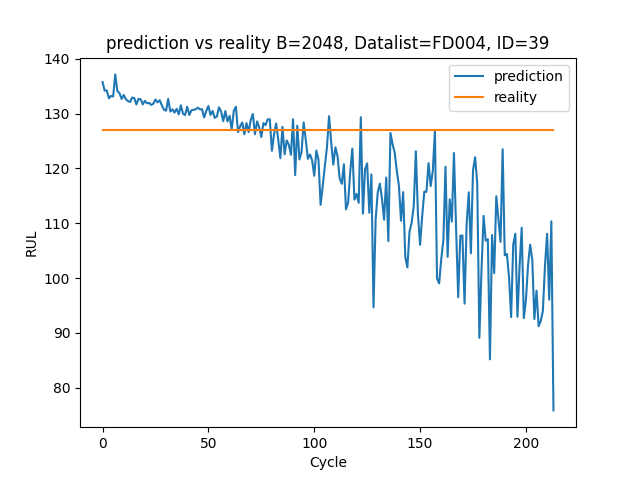 prediction vs reality B=2048, Datalist=FD004, ID=39
prediction
reality
RUL
140
130
120
110
100
90
80
0 50 100 150 200
Cycle